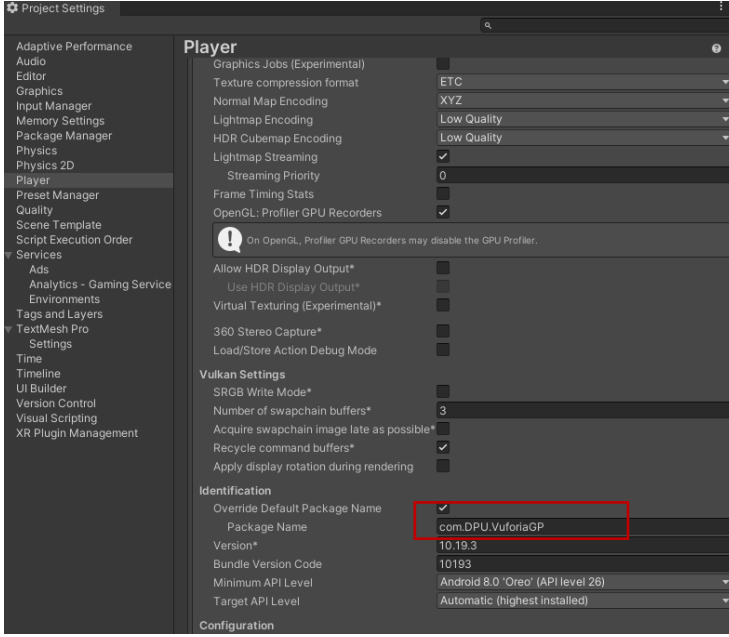 Project Settings
Adaptive Performance
Audio
Editor
Graphics
Input Manager
Memory Settings
Package Manager
Physics
Physics 2D
Player
Preset Manager
Quality
Scene Template
Script Execution Order
Services
Ads
Analytics - Gaming Service
Environments
Tags and Layers
TextMesh Pro
Settings
Time
Timeline
UI Builder
Version Control
Visual Scripting
XR Plugin Management
Player
Graphics Jobs (Experimental)
Texture compression format ETC
Normal Map Encoding XYZ
Lightmap Encoding Low Quality
HDR Cubemap Encoding Low Quality
Lightmap Streaming
Streaming Priority 0
Frame Timing Stats
OpenGL: Profiler GPU Recorders
On OpenGL, Profiler GPU Recorders may disable the GPU Profiler.
Allow HDR Display Output*
Use HDR Display Output*
Virtual Texturing (Experimental)*
360 Stereo Capture*
Load/Store Action Debug Mode
Vulkan Settings
SRGB Write Mode*
Number of swapchain buffers* 3
Acquire swapchain image late as possible*
Recycle command buffers*
Apply display rotation during rendering
Identification
Override Default Package Name
Package Name com.DPU.VuforiaGP
Version* 10.19.3
Bundle Version Code 10193
Minimum API Level Android 8.0 'Oreo' (API level 26)
Target API Level Automatic (highest installed)
Configuration